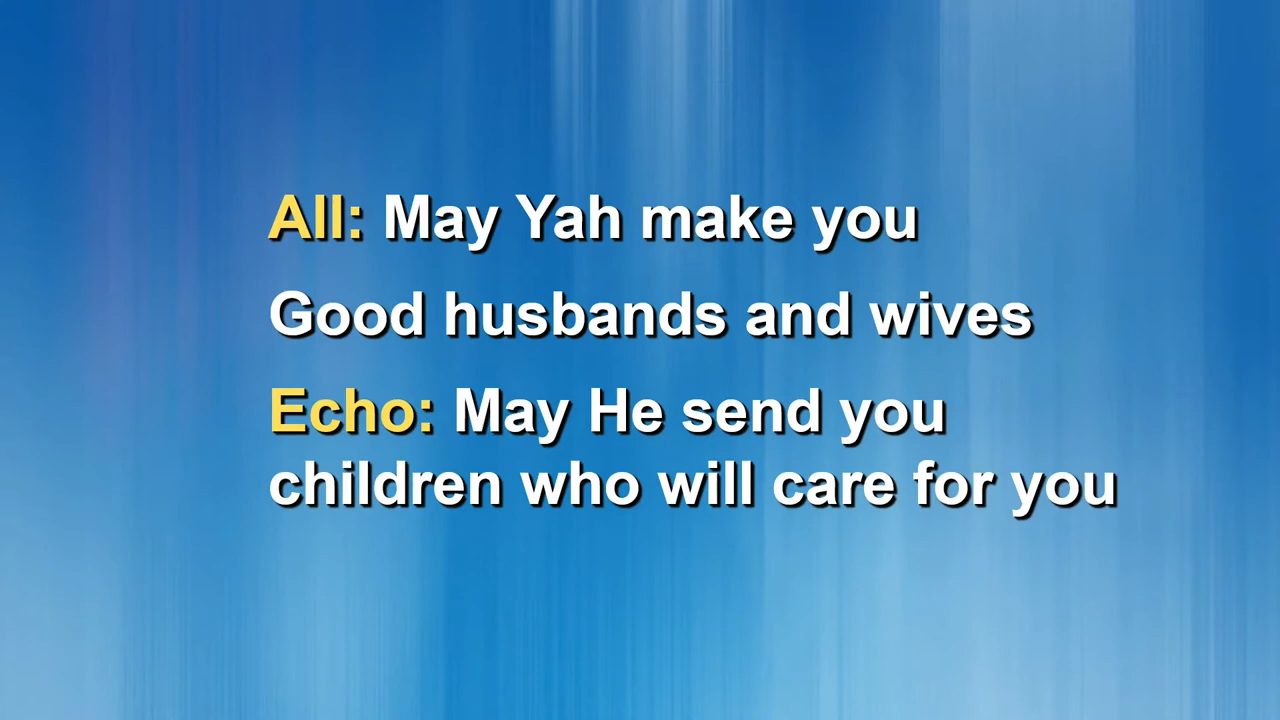 All: May Yah make you
Good husbands and wives
Echo: May He send you
children who will care for you